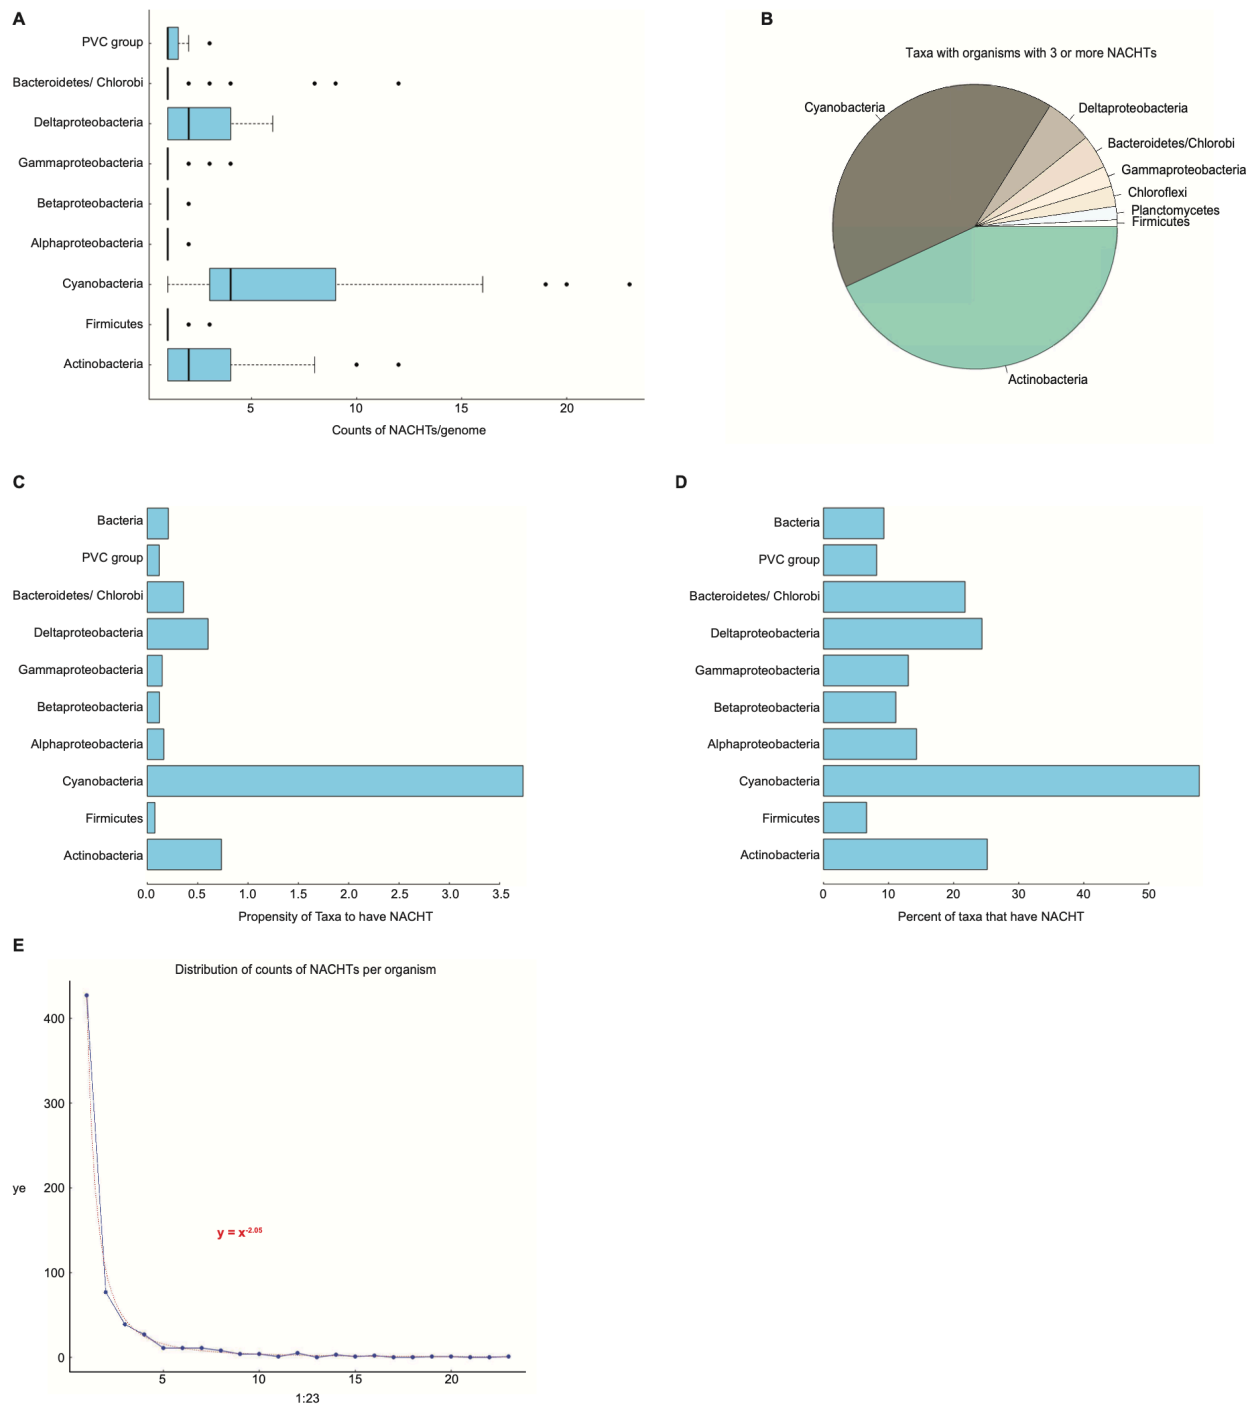 A
PVC group
Bacteroidetes/ Chlorobi
Deltaproteobacteria
Gammaproteobacteria
Betaproteobacteria
Alphaproteobacteria
Cyanobacteria
Firmicutes
Actinobacteria
5 10 15 20
Counts of NACHTs/genome
B
Taxa with organisms with 3 or more NACHTs
Cyanobacteria
Deltaproteobacteria
Bacteroidetes/Chlorobi
Gammaproteobacteria
Chloroflexi
Planctomycetes
Firmicutes
Actinobacteria
C
Bacteria
PVC group
Bacteroidetes/ Chlorobi
Deltaproteobacteria
Gammaproteobacteria
Betaproteobacteria
Alphaproteobacteria
Cyanobacteria
Firmicutes
Actinobacteria
0.0 0.5 1.0 1.5 2.0 2.5 3.0 3.5
Propensity of Taxa to have NACHT
D
Bacteria
PVC group
Bacteroidetes/ Chlorobi
Deltaproteobacteria
Gammaproteobacteria
Betaproteobacteria
Alphaproteobacteria
Cyanobacteria
Firmicutes
Actinobacteria
0 10 20 30 40 50
Percent of taxa that have NACHT
E
Distribution of counts of NACHTs per organism
400
300
200
ye
y = x-2.05
100
0
5 10 15 20
1:23